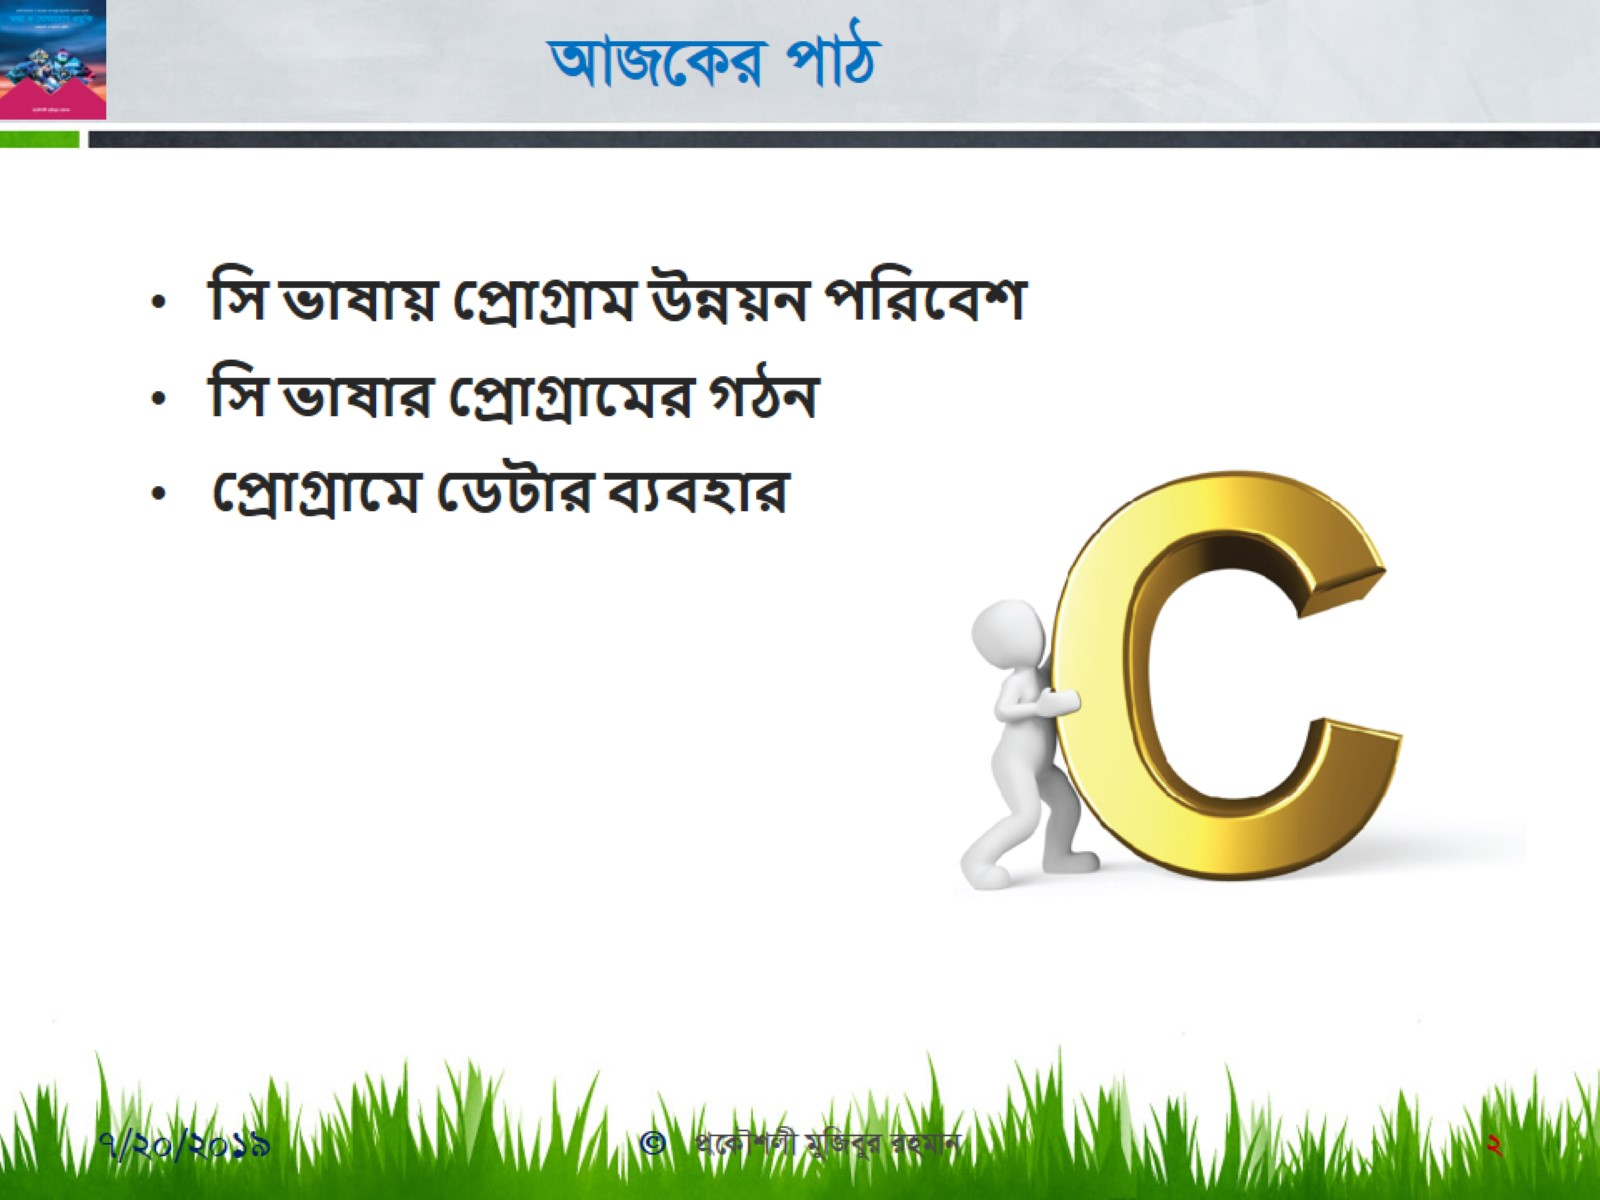 আজকের পাঠ
• সি ভাষায় প্রোগ্রাম উন্নয়ন পরিবেশ
• সি ভাষার প্রোগ্রামের গঠন
• প্রোগ্রামে ডেটার ব্যবহার
C
৭/২০/২০১৯
© প্রকৌশলী মুজিবুর রহমান
২